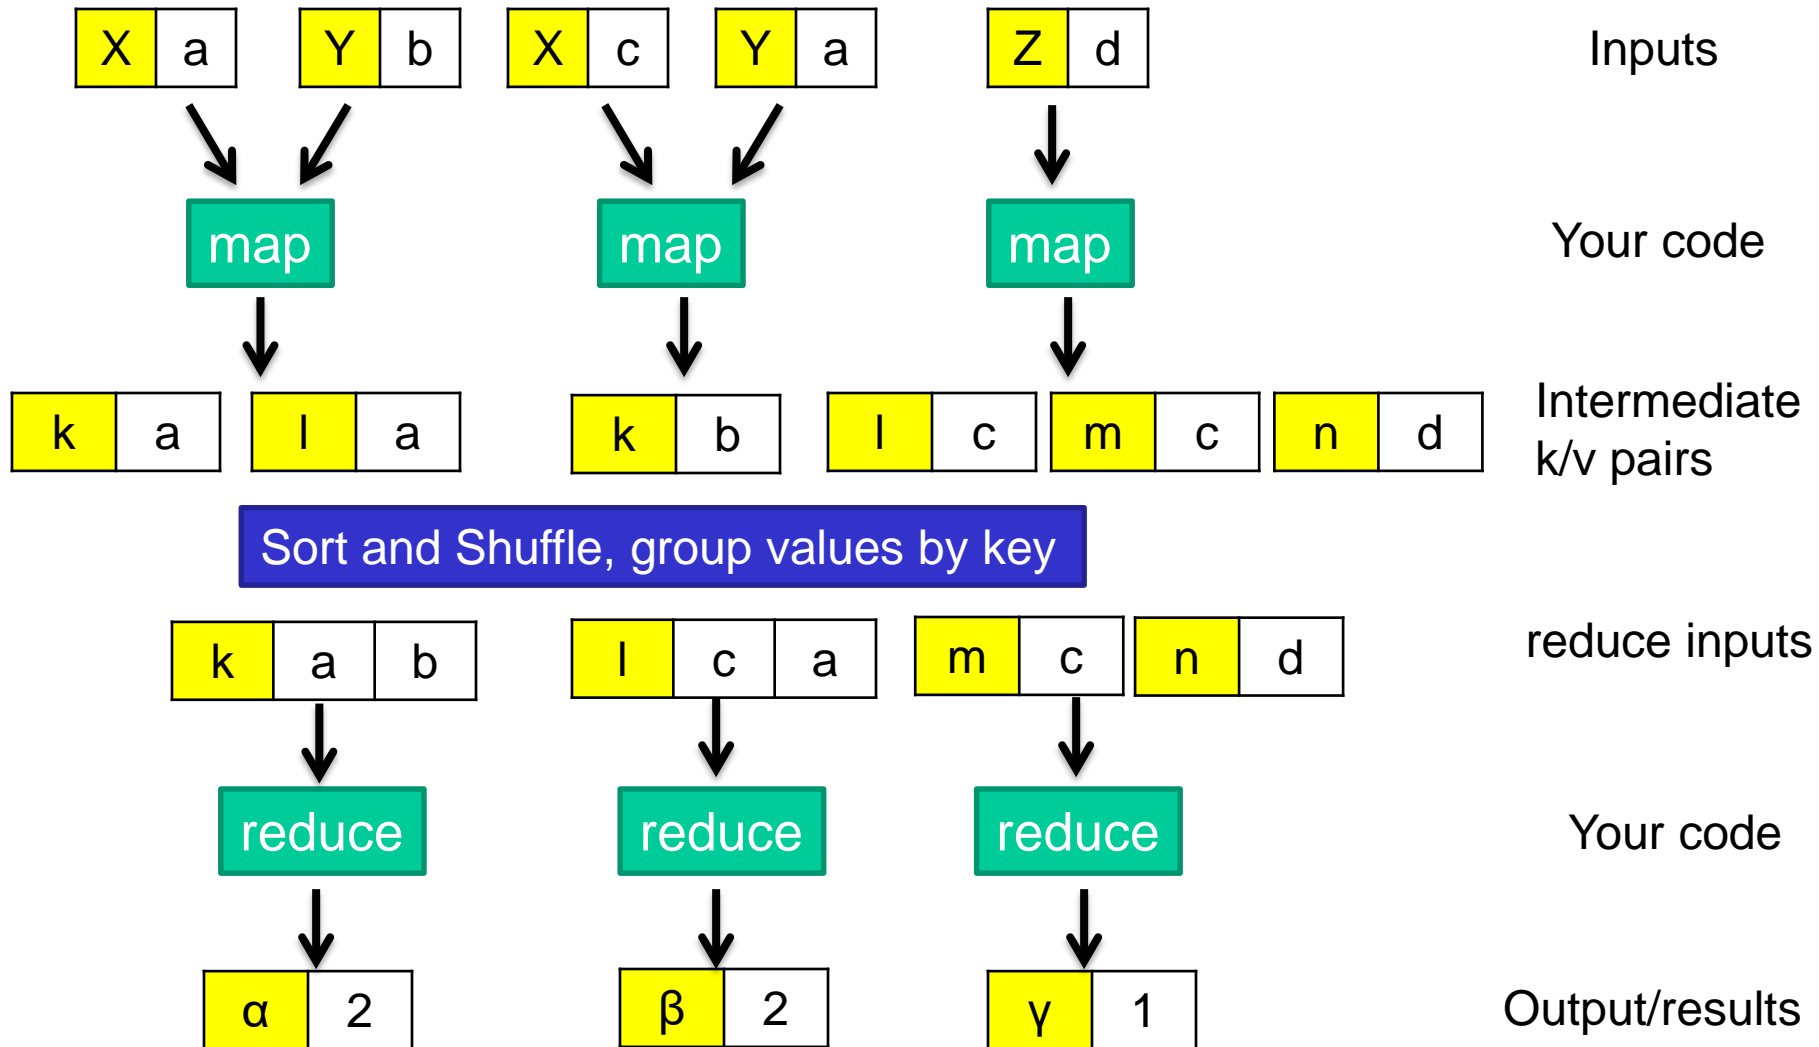 X a Y b X c Y a Z d Inputs
map map map Your code
k a l a k b l c m c n d Intermediate
k/v pairs
Sort and Shuffle, group values by key
k a b l c a m c n d reduce inputs
reduce reduce reduce Your code
α 2 β 2 γ 1 Output/results